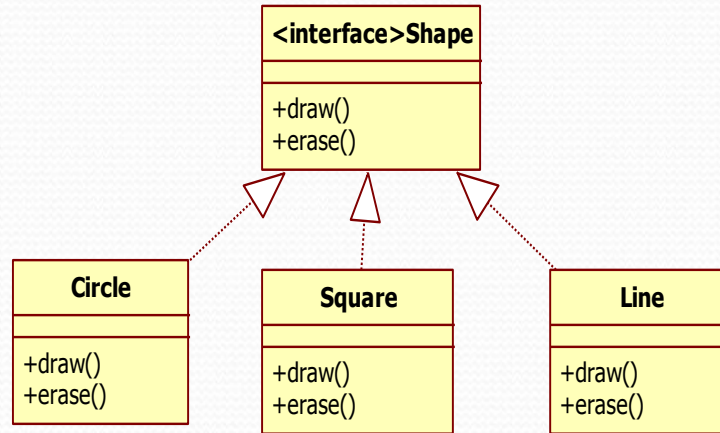 <interface>Shape
+draw()
+erase()
Circle
+draw()
+erase()
Square
+draw()
+erase()
Line
+draw()
+erase()